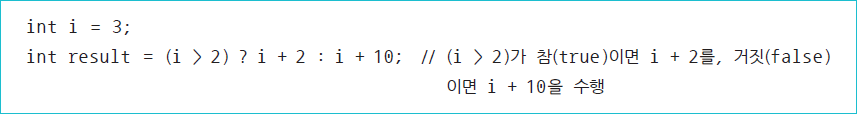 int i = 3;
int result = (i > 2) ? i + 2 : i + 10;  // (i > 2)가 참(true)이면 i + 2를, 거짓(false)
이면 i + 10을 수행